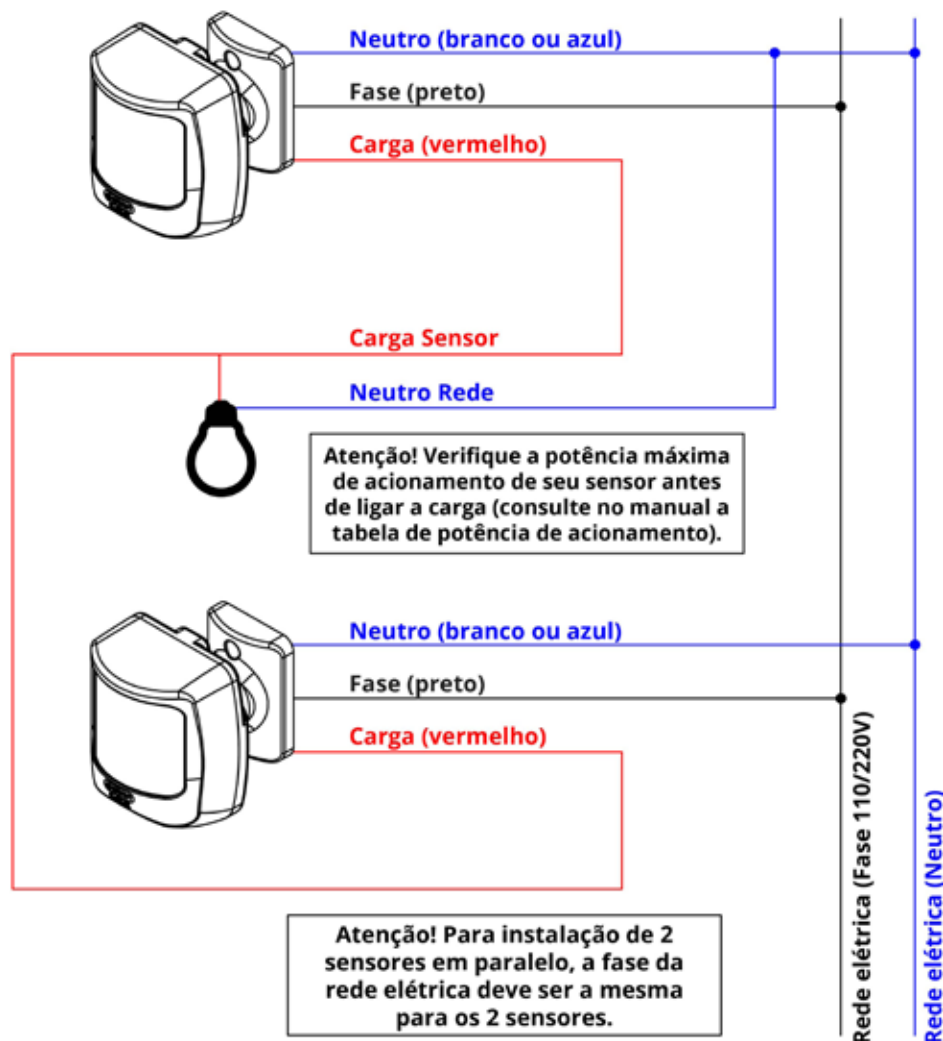 Neutro (branco ou azul)
Fase (preto)
Carga (vermelho)
Carga Sensor
Neutro Rede
Atenção! Verifique a potência máxima
de acionamento de seu sensor antes
de ligar a carga (consulte no manual a
tabela de potência de acionamento).
Neutro (branco ou azul)
Fase (preto)
Carga (vermelho)
Rede elétrica (Fase 110/220V)
Rede elétrica (Neutro)
Atenção! Para instalação de 2
sensores em paralelo, a fase da
rede elétrica deve ser a mesma
para os 2 sensores.